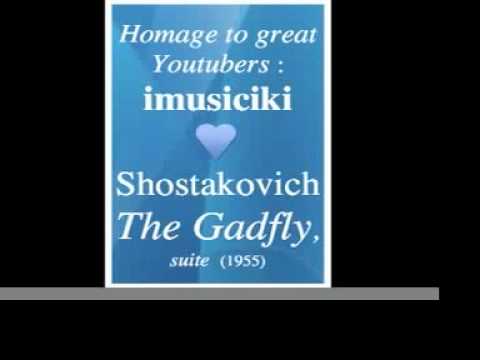 Homage to great
Youtubers :
imusiciki
Shostakovich
The Gadfly,
suite (1955)